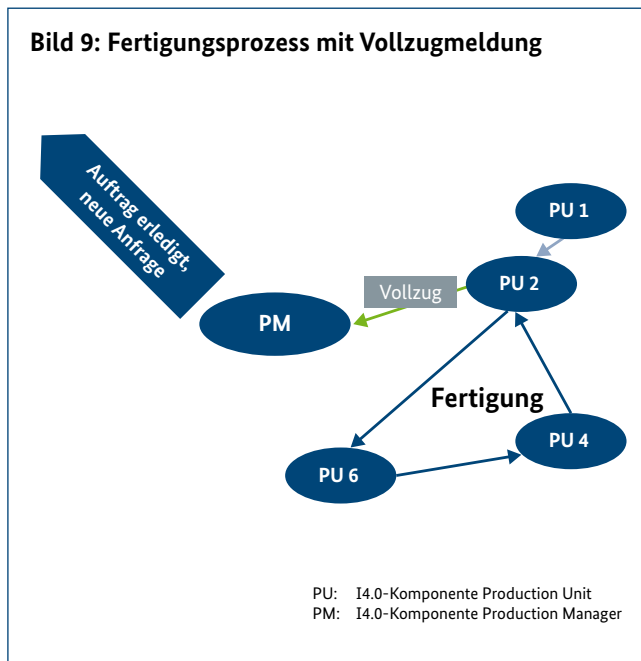 Bild 9: Fertigungsprozess mit Vollzugmeldung
Auftrag erledigt,
neue Anfrage
PU 1
PU 2
Vollzug
PM
Fertigung
PU 4
PU 6
PU: I4.0-Komponente Production Unit
PM: I4.0-Komponente Production Manager